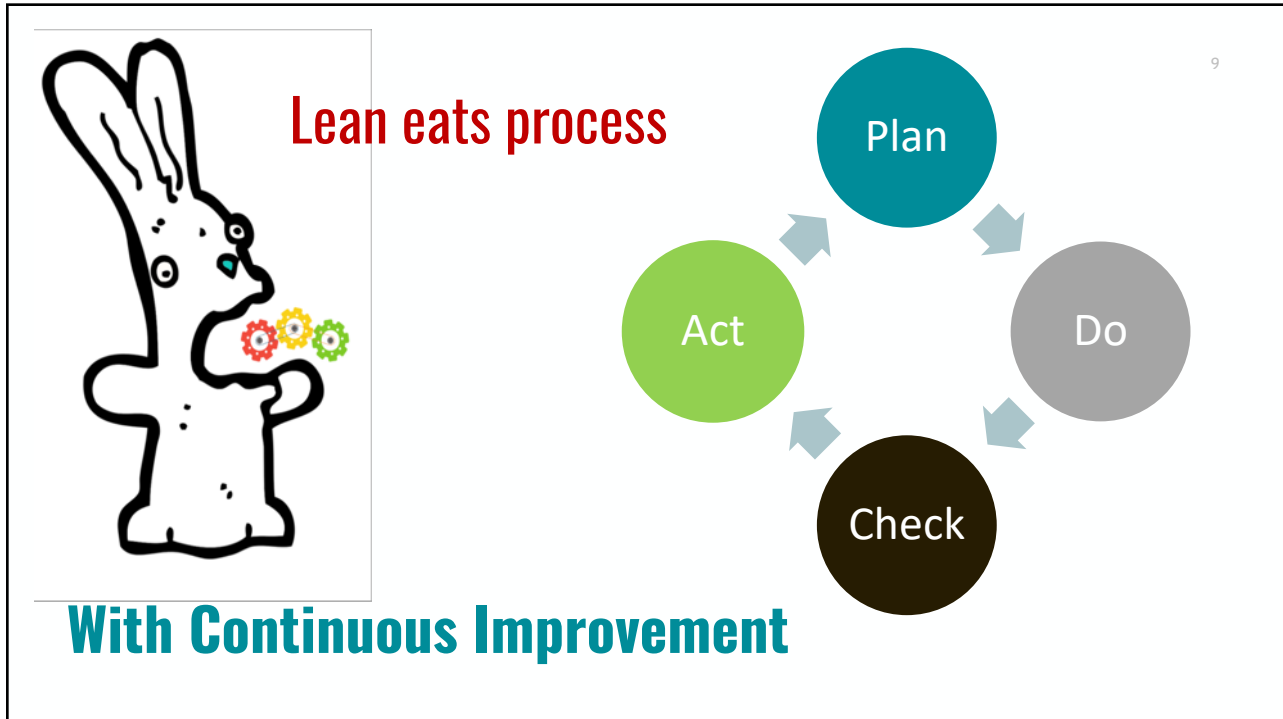 9
Lean eats process
Plan
Do
Check
Act
With Continuous Improvement